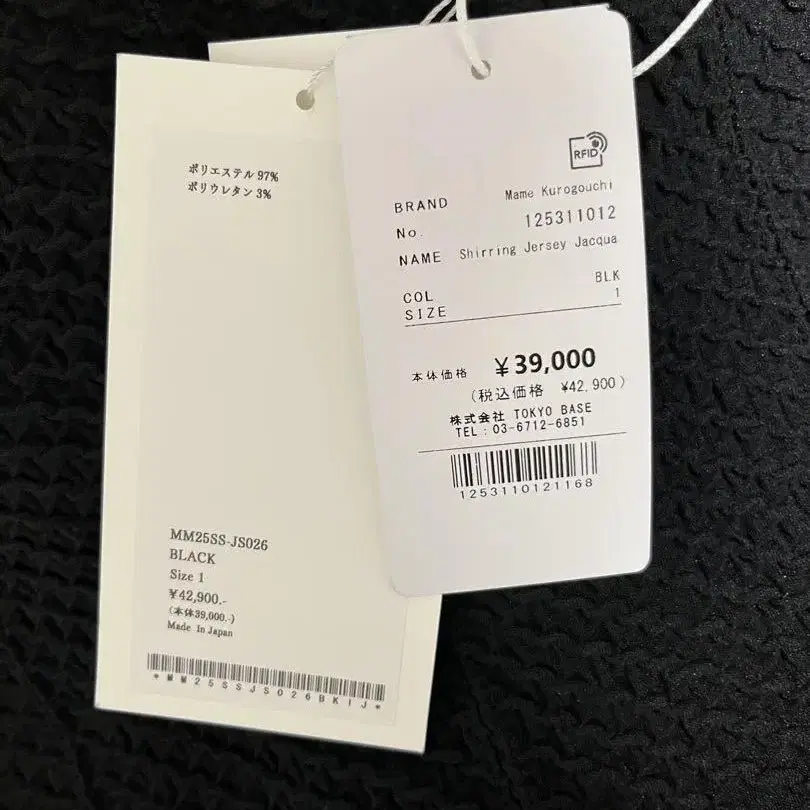 ポリエステル 97%
ポリウレタン 3%
MM25SS-JS026
BLACK
Size 1
¥42,900.-
(本体39,000.-)
Made In Japan
*MM25SSJS026BKIJ*
RFID
BRAND Mame Kurogouchi
No. 125311012
NAME Shirring Jersey Jacqua
COL BLK
SIZE 1
本体価格 ¥39,000
(税込価格 ¥42,900)
株式会社 TOKYO BASE
TEL:03-6712-6851
1253110121168